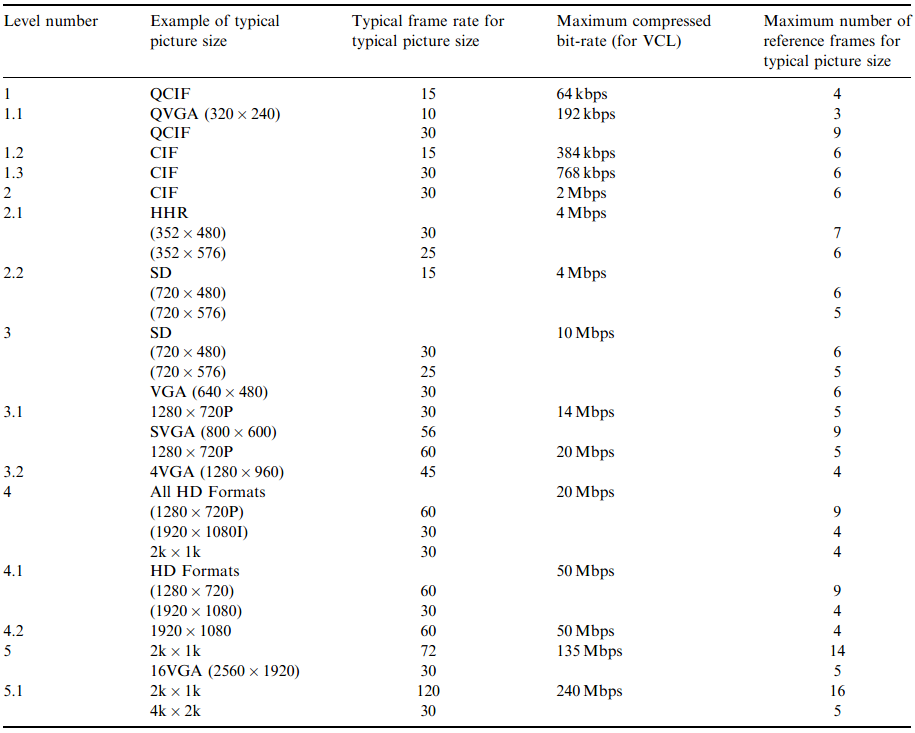 Level number Example of typical Typical frame rate for Maximum compressed Maximum number of
picture size typical picture size bit-rate (for VCL) reference frames for
typical picture size
1 QCIF 15 64 kbps 4
1.1 QVGA (320 × 240) 10 192 kbps 3
QCIF 30 9
1.2 CIF 15 384 kbps 6
1.3 CIF 30 768 kbps 6
2 CIF 30 2 Mbps 6
2.1 HHR 4 Mbps
(352 × 480) 30 7
(352 × 576) 25 6
2.2 SD 15 4 Mbps
(720 × 480) 6
(720 × 576) 5
3 SD 10 Mbps
(720 × 480) 30 6
(720 × 576) 25 5
VGA (640 × 480) 30 6
3.1 1280 × 720P 30 14 Mbps 5
SVGA (800 × 600) 56 9
1280 × 720P 60 20 Mbps 5
3.2 4VGA (1280 × 960) 45 4
4 All HD Formats 20 Mbps
(1280 × 720P) 60 9
(1920 × 1080I) 30 4
2k × 1k 30 4
4.1 HD Formats 50 Mbps
(1280 × 720) 60 9
(1920 × 1080) 30 4
4.2 1920 × 1080 60 50 Mbps 4
5 2k × 1k 72 135 Mbps 14
16VGA (2560 × 1920) 30 5
5.1 2k × 1k 120 240 Mbps 16
4k × 2k 30 5